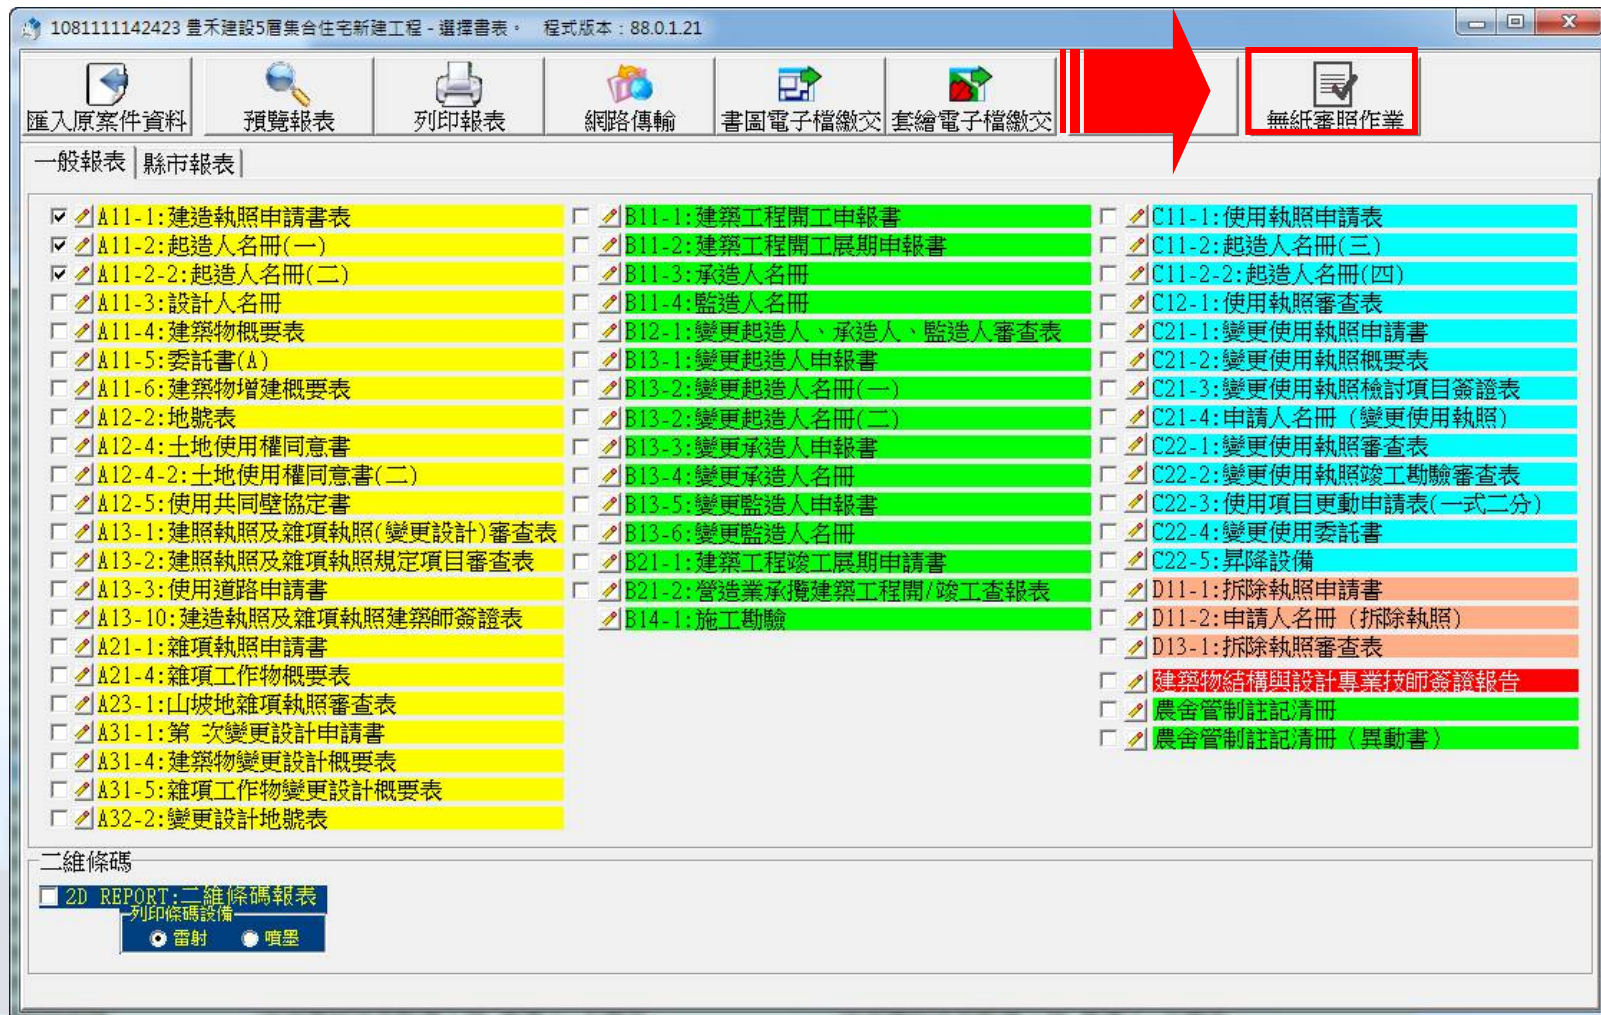 1081111142423 豊禾建設5層集合住宅新建工程 - 選擇書表。 程式版本：88.0.1.21
匯入原案件資料 預覽報表 列印報表 網路傳輸 書圖電子檔繳交 套繪電子檔繳交 無紙審照作業
一般報表 縣市報表
A11-1:建造執照申請書表
A11-2:起造人名冊(一)
A11-2-2:起造人名冊(二)
A11-3:設計人名冊
A11-4:建築物概要表
A11-5:委託書(A)
A11-6:建築物增建概要表
A12-2:地號表
A12-4:土地使用權同意書
A12-4-2:土地使用權同意書(二)
A12-5:使用共同壁協定書
A13-1:建照執照及雜項執照(變更設計)審查表
A13-2:建照執照及雜項執照規定項目審查表
A13-3:使用道路申請書
A13-10:建造執照及雜項執照建築師簽證表
A21-1:雜項執照申請書
A21-4:雜項工作物概要表
A23-1:山坡地雜項執照審查表
A31-1:第 次變更設計申請書
A31-4:建築物變更設計概要表
A31-5:雜項工作物變更設計概要表
A32-2:變更設計地號表
B11-1:建築工程開工申報書
B11-2:建築工程開工展期申報書
B11-3:承造人名冊
B11-4:監造人名冊
B12-1:變更起造人、承造人、監造人審查表
B13-1:變更起造人申報書
B13-2:變更起造人名冊(一)
B13-2:變更起造人名冊(二)
B13-3:變更承造人申報書
B13-4:變更承造人名冊
B13-5:變更監造人申報書
B13-6:變更監造人名冊
B21-1:建築工程竣工展期申請書
B21-2:營造業承攬建築工程開/竣工查報表
B14-1:施工勘驗
C11-1:使用執照申請表
C11-2:起造人名冊(三)
C11-2-2:起造人名冊(四)
C12-1:使用執照審查表
C21-1:變更使用執照申請書
C21-2:變更使用執照概要表
C21-3:變更使用執照檢討項目簽證表
C21-4:申請人名冊（變更使用執照）
C22-1:變更使用執照審查表
C22-2:變更使用執照竣工勘驗審查表
C22-3:使用項目更動申請表(一式二分)
C22-4:變更使用委託書
C22-5:昇降設備
D11-1:拆除執照申請書
D11-2:申請人名冊（拆除執照）
D13-1:拆除執照審查表
建築物結構與設計專業技師簽證報告
農舍管制註記清冊
農舍管制註記清冊（異動書）
二維條碼
2D REPORT:二維條碼報表
列印條碼設備
雷射 噴墨